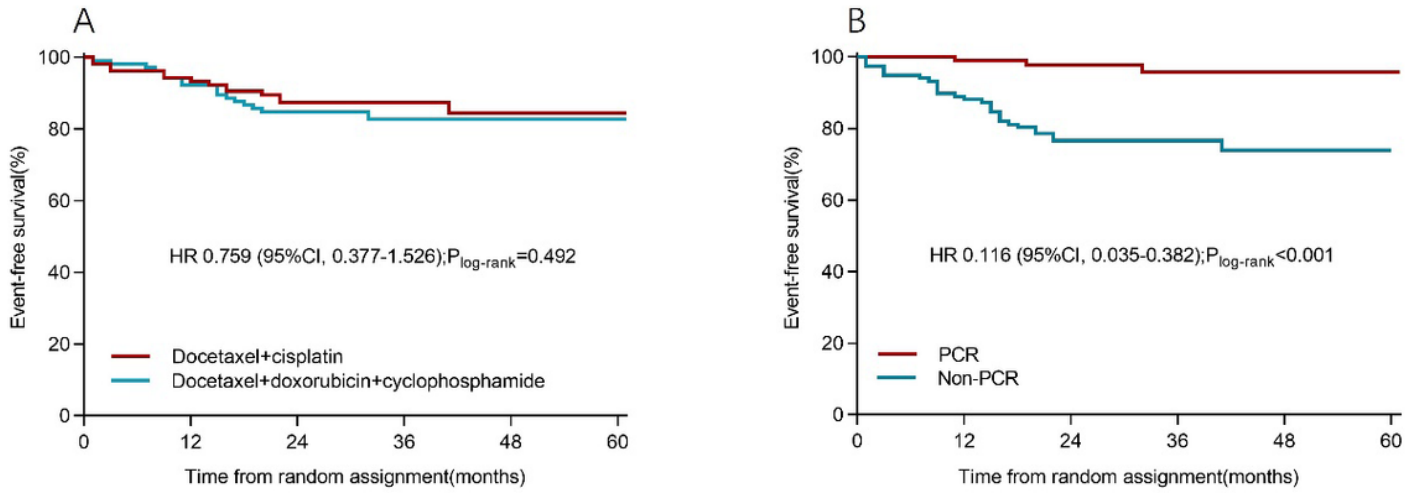 A
100
80
60
40
20
0
Event-free survival(%)
HR 0.759 (95%CI, 0.377-1.526);Plog-rank=0.492
Docetaxel+cisplatin
Docetaxel+doxorubicin+cyclophosphamide
0 12 24 36 48 60
Time from random assignment(months)
B
100
80
60
40
20
0
Event-free survival(%)
HR 0.116 (95%CI, 0.035-0.382);Plog-rank<0.001
PCR
Non-PCR
0 12 24 36 48 60
Time from random assignment(months)